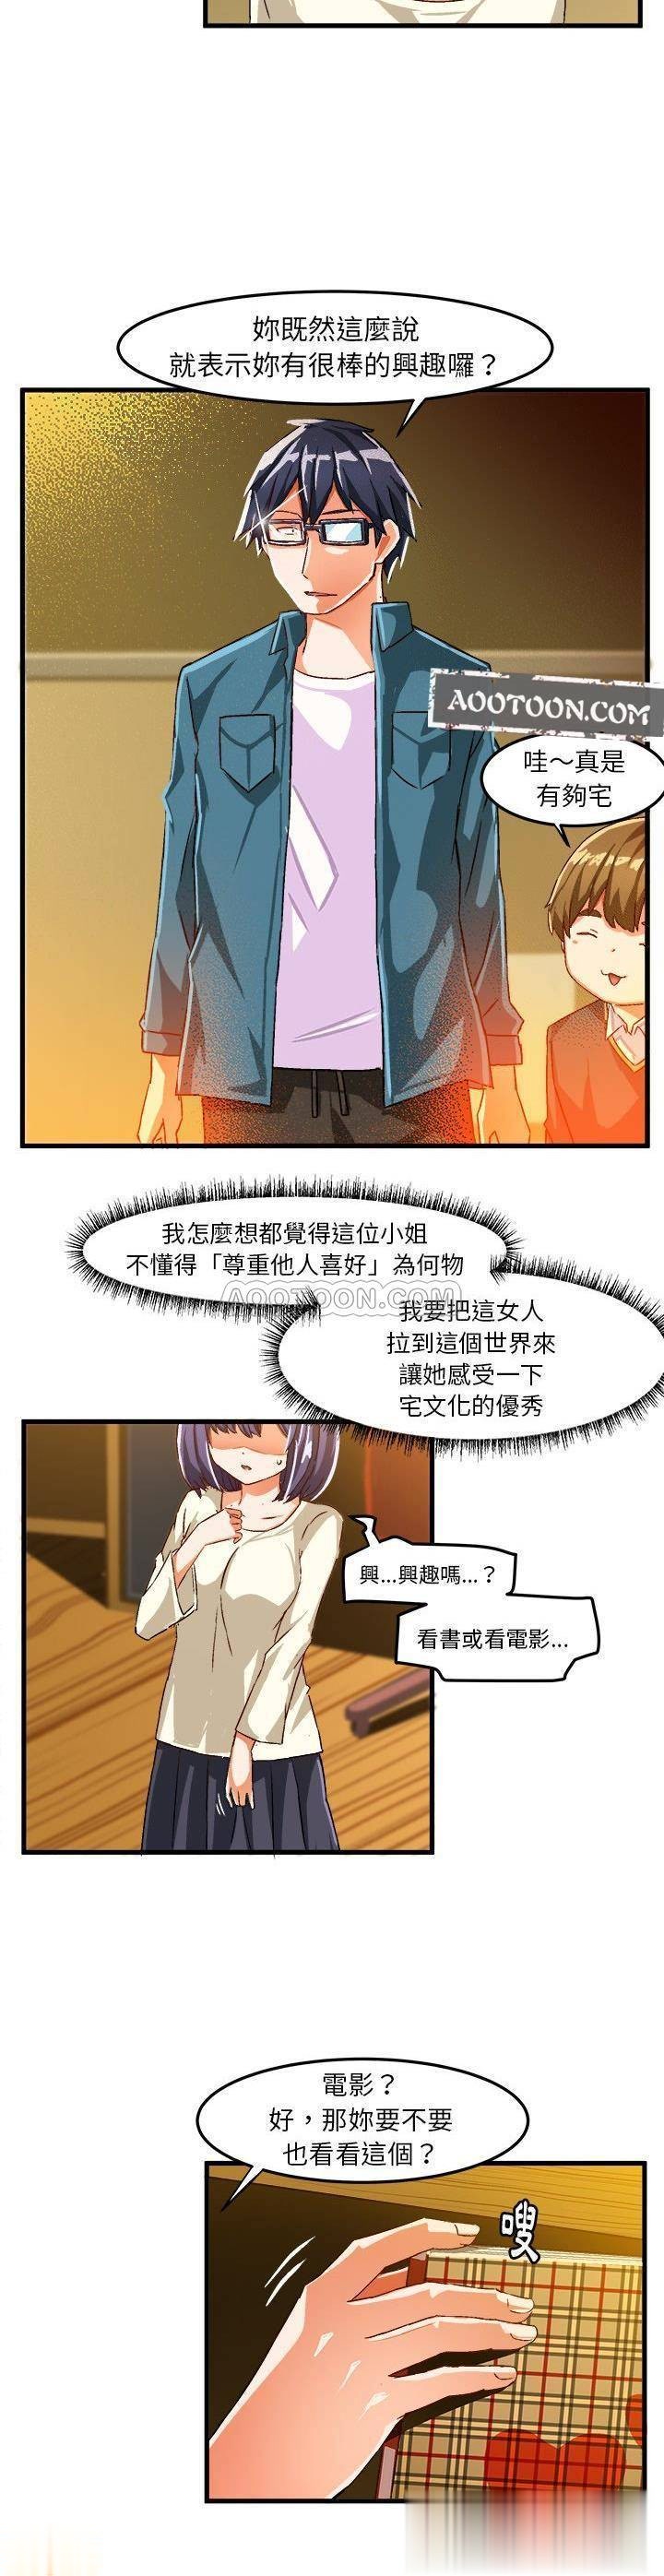 妳既然這麼說
就表示妳有很棒的興趣囉？
AOOTOON.COM
哇～真是
有夠宅
我怎麼想都覺得這位小姐
不懂得「尊重他人喜好」為何物
AOOTOON.COM
我要把這女人
拉到這個世界來
讓她感受一下
宅文化的優秀
興…興趣嗎…？
看書或看電影…
電影？
好，那妳要不要
也看看這個？
嗖